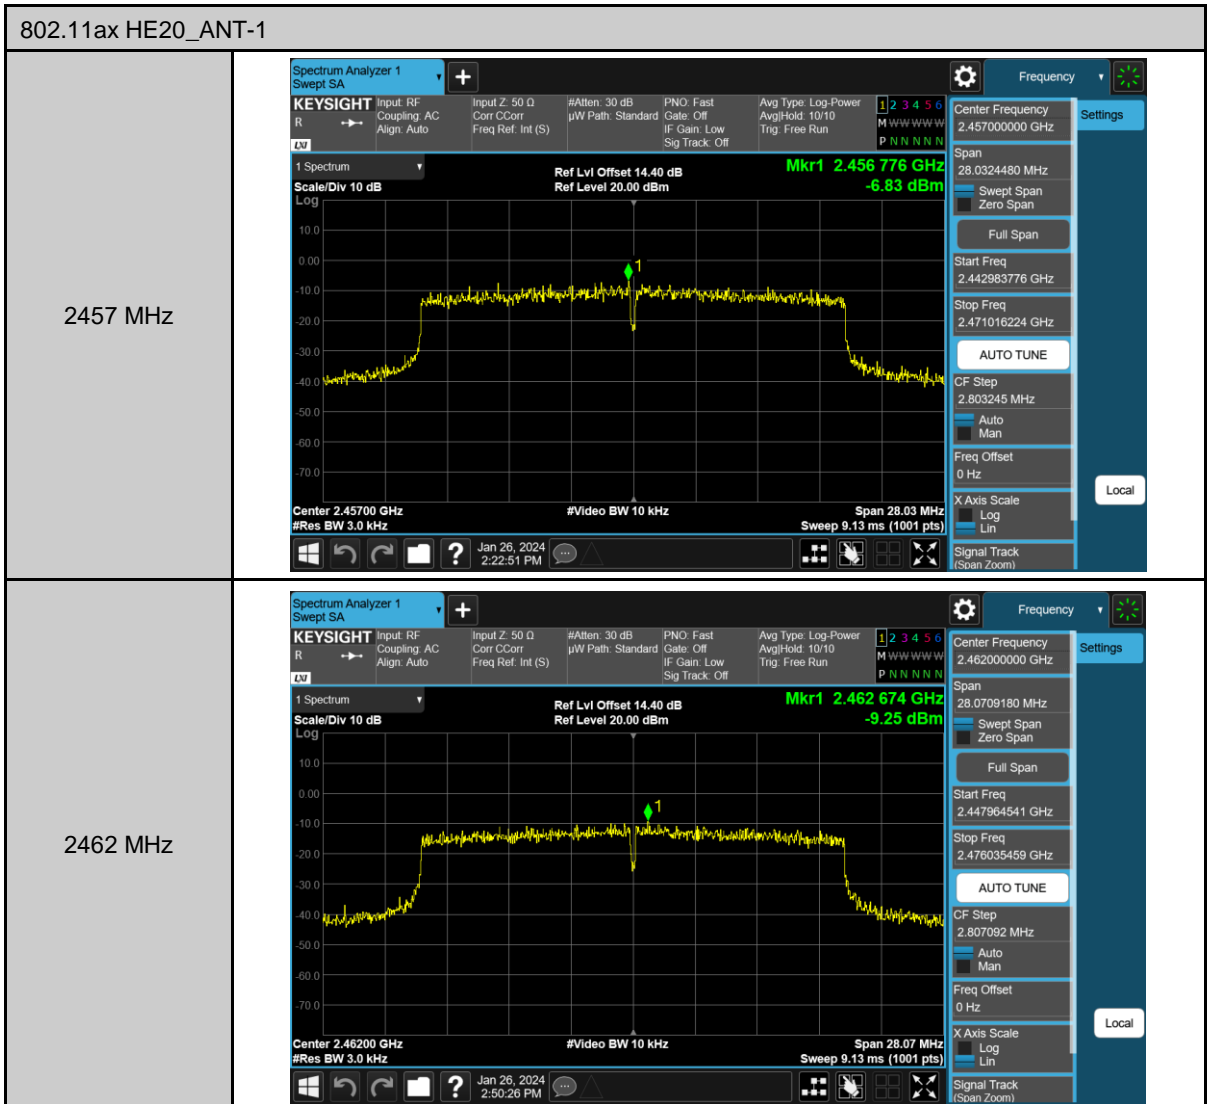 802.11ax HE20_ANT-1
2457 MHz
Spectrum Analyzer 1
Swept SA
Frequency
KEYSIGHT
R
LXI
Input: RF
Coupling: AC
Align: Auto
Input Z: 50 Ω
Corr CCorr
Freq Ref: Int (S)
#Atten: 30 dB
µW Path: Standard
PNO: Fast
Gate: Off
IF Gain: Low
Sig Track: Off
Avg Type: Log-Power
Avg|Hold: 10/10
Trig: Free Run
1 2 3 4 5 6
M W W W W W
P N N N N N
Center Frequency
2.457000000 GHz
Settings
1 Spectrum
Scale/Div 10 dB
Log
Ref Lvl Offset 14.40 dB
Ref Level 20.00 dBm
Mkr1 2.456 776 GHz
-6.83 dBm
Span
28.0324480 MHz
Swept Span
Zero Span
Full Span
Start Freq
2.442983776 GHz
Stop Freq
2.471016224 GHz
AUTO TUNE
CF Step
2.803245 MHz
Auto
Man
Freq Offset
0 Hz
X Axis Scale
Log
Lin
Signal Track
(Span Zoom)
Local
10.0
0.00
-10.0
-20.0
-30.0
-40.0
-50.0
-60.0
-70.0
1
Center 2.45700 GHz
#Res BW 3.0 kHz
#Video BW 10 kHz
Span 28.03 MHz
Sweep 9.13 ms (1001 pts)
?
Jan 26, 2024
2:22:51 PM
2462 MHz
Spectrum Analyzer 1
Swept SA
Frequency
KEYSIGHT
R
LXI
Input: RF
Coupling: AC
Align: Auto
Input Z: 50 Ω
Corr CCorr
Freq Ref: Int (S)
#Atten: 30 dB
µW Path: Standard
PNO: Fast
Gate: Off
IF Gain: Low
Sig Track: Off
Avg Type: Log-Power
Avg|Hold: 10/10
Trig: Free Run
1 2 3 4 5 6
M W W W W W
P N N N N N
Center Frequency
2.462000000 GHz
Settings
1 Spectrum
Scale/Div 10 dB
Log
Ref Lvl Offset 14.40 dB
Ref Level 20.00 dBm
Mkr1 2.462 674 GHz
-9.25 dBm
Span
28.0709180 MHz
Swept Span
Zero Span
Full Span
Start Freq
2.447964541 GHz
Stop Freq
2.476035459 GHz
AUTO TUNE
CF Step
2.807092 MHz
Auto
Man
Freq Offset
0 Hz
X Axis Scale
Log
Lin
Signal Track
(Span Zoom)
Local
10.0
0.00
-10.0
-20.0
-30.0
-40.0
-50.0
-60.0
-70.0
1
Center 2.46200 GHz
#Res BW 3.0 kHz
#Video BW 10 kHz
Span 28.07 MHz
Sweep 9.13 ms (1001 pts)
?
Jan 26, 2024
2:50:26 PM